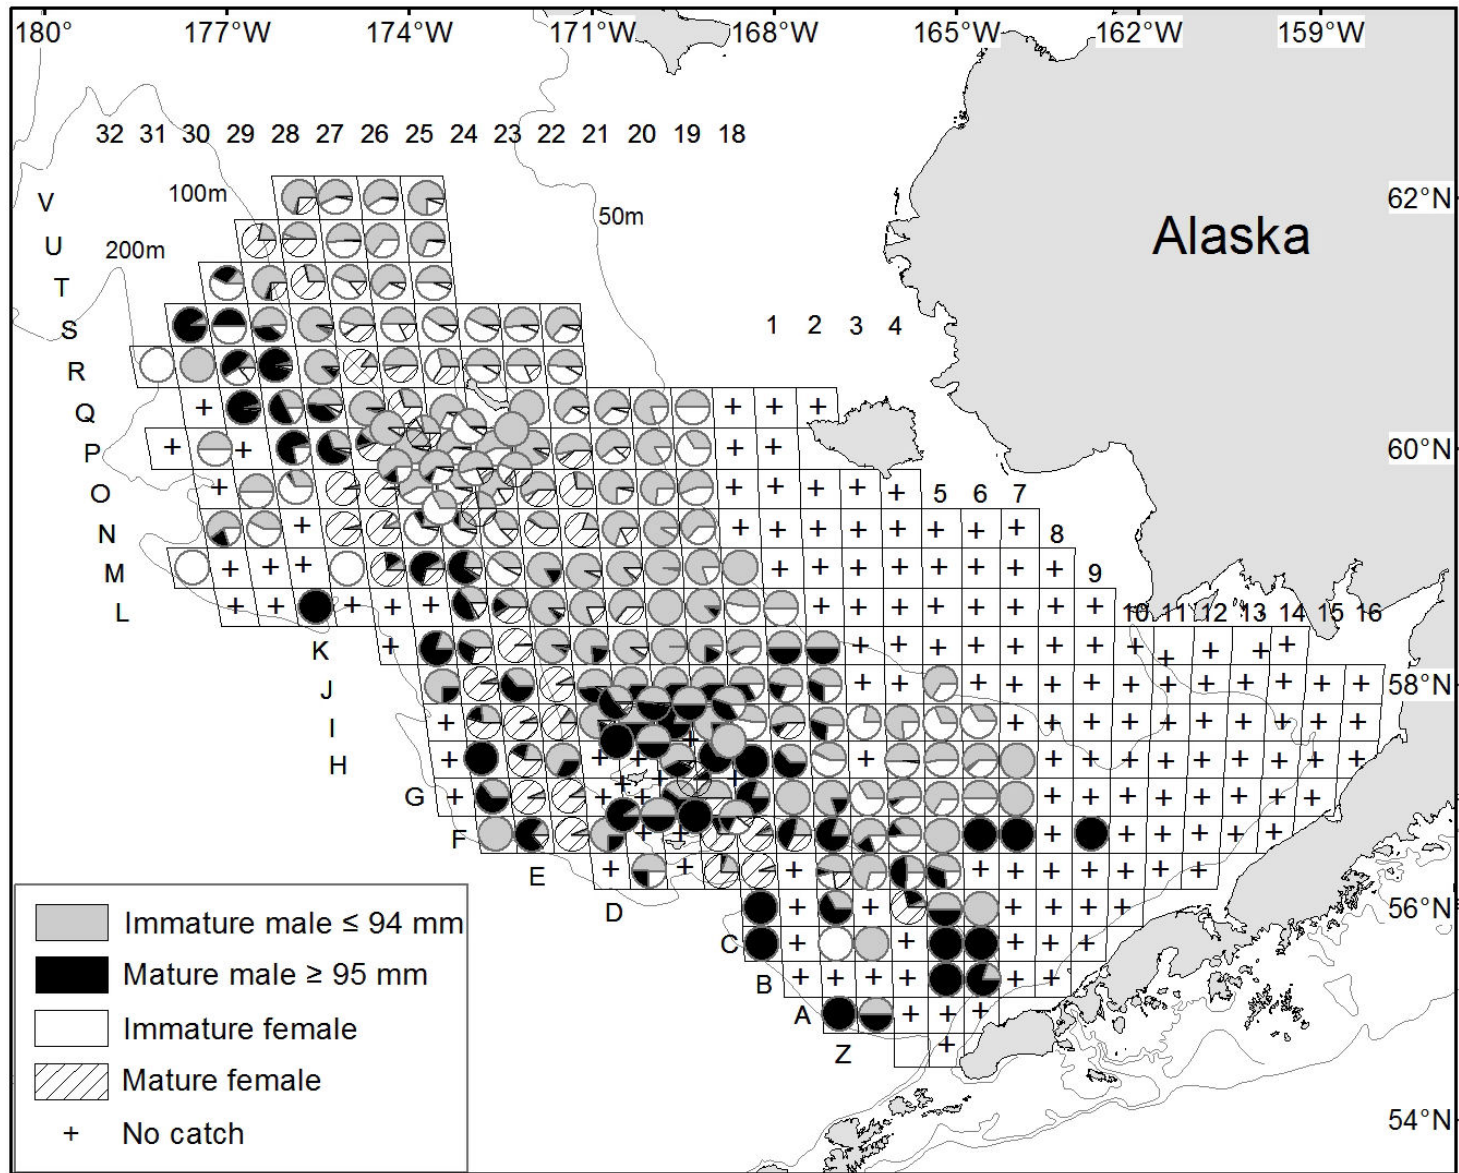 180° 177°W 174°W 171°W 168°W 165°W 162°W 159°W
32 31 30 29 28 27 26 25 24 23 22 21 20 19 18
V 100m 62°N
50m
U 200m Alaska
T
S 1 2 3 4
R
Q
P 60°N
O 5 6 7
N 8
M 9
L 10 11 12 13 14 15 16
K
J 58°N
I
H
G
F
E
D 56°N
C
B
A
Z
54°N
Immature male ≤ 94 mm
Mature male ≥ 95 mm
Immature female
Mature female
+ No catch